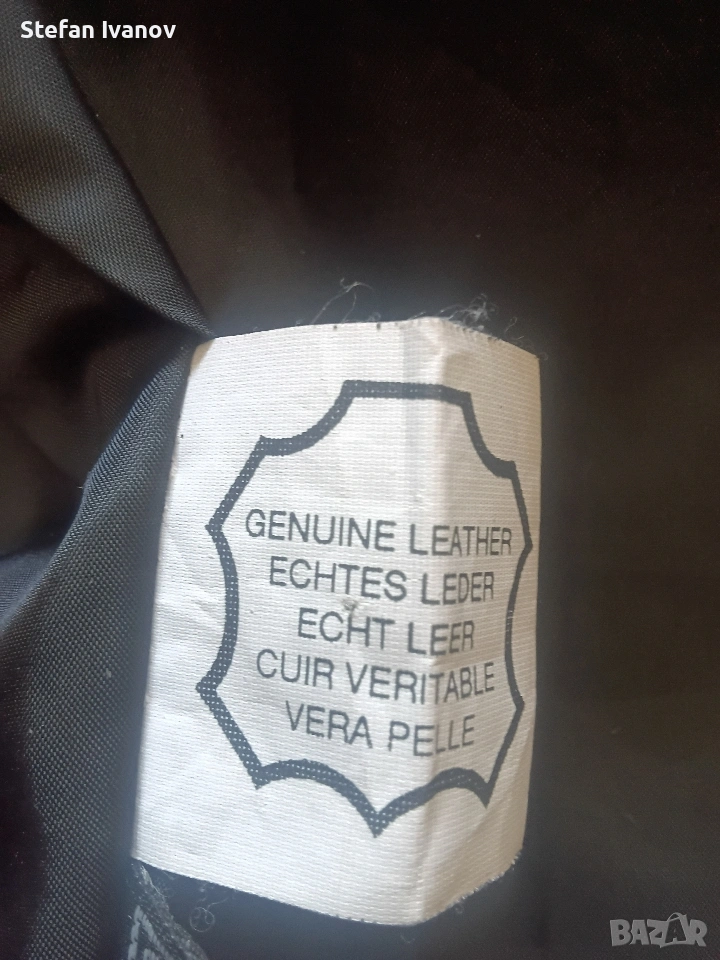 Stefan Ivanov
GENUINE LEATHER
ECHTES LEDER
ECHT LEER
CUIR VERITABLE
VERA PELLE
BAZAR